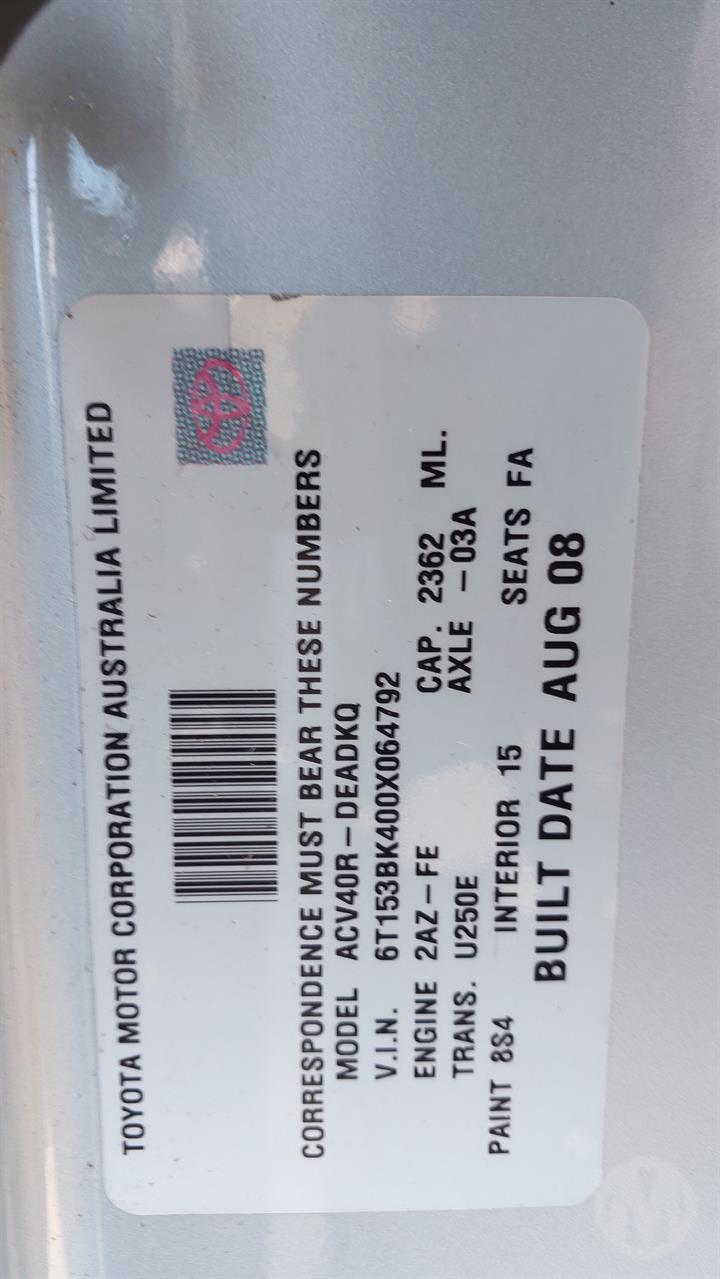 TOYOTA MOTOR CORPORATION AUSTRALIA LIMITED
CORRESPONDENCE MUST BEAR THESE NUMBERS
MODEL ACV40R-DEADKQ
V.I.N. 6T153BK400X064792
ENGINE 2AZ-FE CAP. 2362 ML.
TRANS. U250E AXLE -03A
PAINT 8S4 INTERIOR 15 SEATS FA
BUILT DATE AUG 08
M